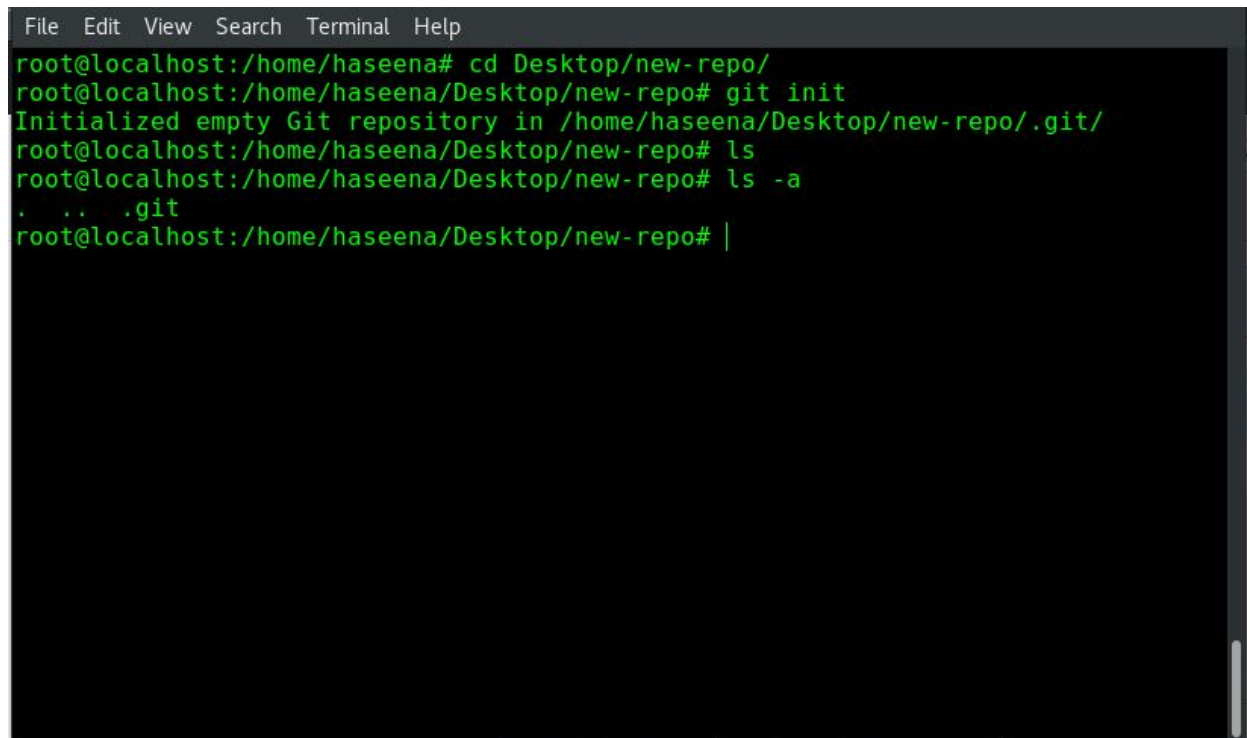 File Edit View Search Terminal Help
root@localhost:/home/haseena# cd Desktop/new-repo/
root@localhost:/home/haseena/Desktop/new-repo# git init
Initialized empty Git repository in /home/haseena/Desktop/new-repo/.git/
root@localhost:/home/haseena/Desktop/new-repo# ls
root@localhost:/home/haseena/Desktop/new-repo# ls -a
. .. .git
root@localhost:/home/haseena/Desktop/new-repo#